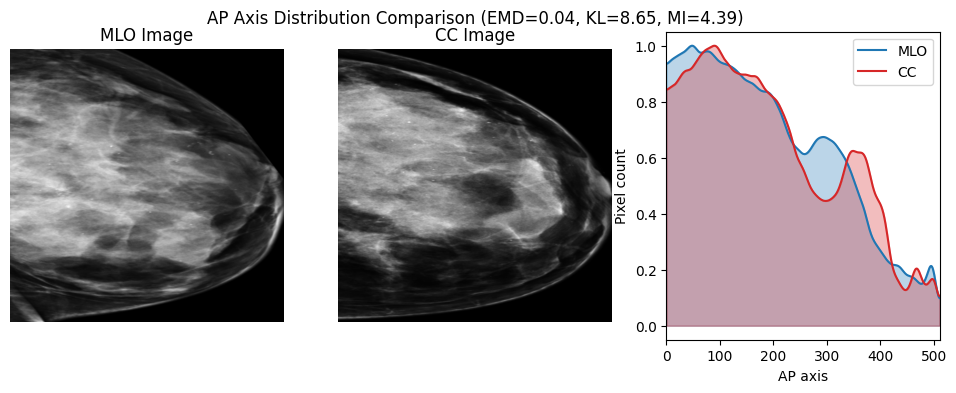 AP Axis Distribution Comparison (EMD=0.04, KL=8.65, MI=4.39)
MLO Image
CC Image
MLO
CC
Pixel count
1.0
0.8
0.6
0.4
0.2
0.0
0 100 200 300 400 500
AP axis